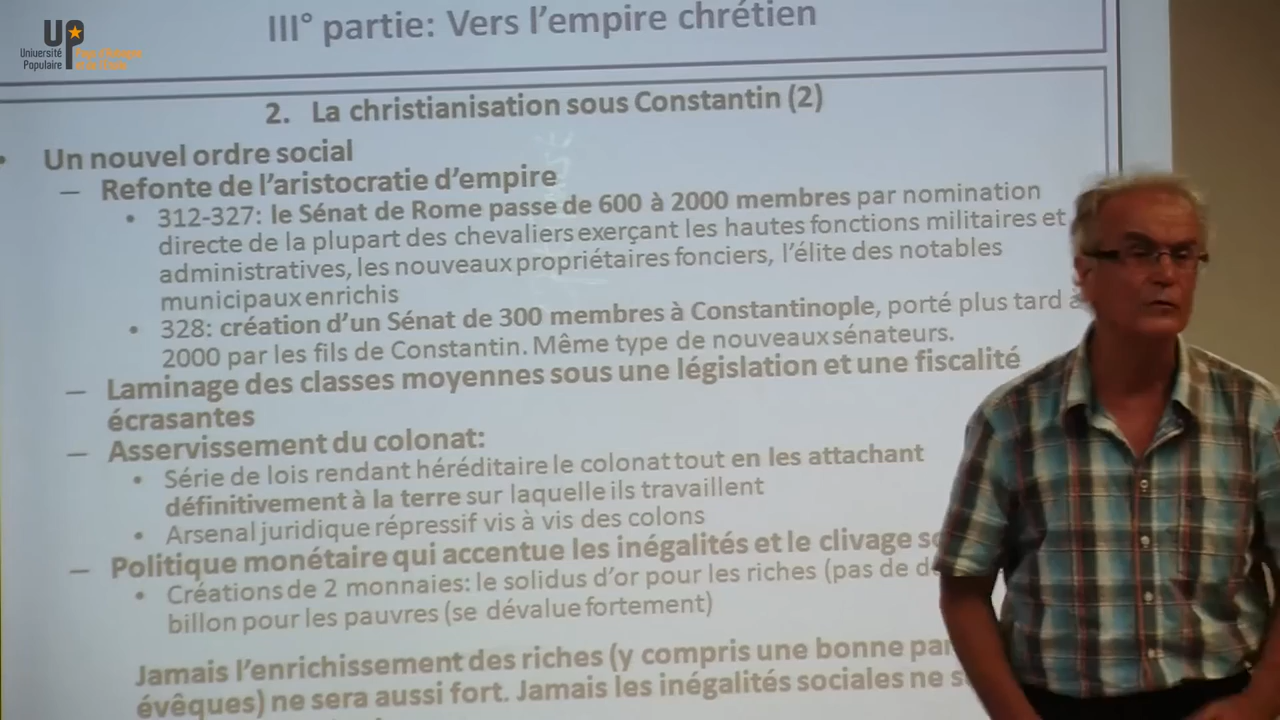 UP
Université
Populaire
III° partie: Vers l'empire chrétien
2. La christianisation sous Constantin (2)
• Un nouvel ordre social
— Refonte de l'aristocratie d'empire
• 312-327: le Sénat de Rome passe de 600 à 2000 membres par nomination
directe de la plupart des chevaliers exerçant les hautes fonctions militaires et
administratives, les nouveaux propriétaires fonciers, l'élite des notables
municipaux enrichis
• 328: création d'un Sénat de 300 membres à Constantinople, porté plus tard à
2000 par les fils de Constantin. Même type de nouveaux sénateurs.
— Laminage des classes moyennes sous une législation et une fiscalité
écrasantes
— Asservissement du colonat:
• Série de lois rendant héréditaire le colonat tout en les attachant
définitivement à la terre sur laquelle ils travaillent
• Arsenal juridique répressif vis à vis des colons
— Politique monétaire qui accentue les inégalités et le clivage
• Créations de 2 monnaies: le solidus d'or pour les riches (pas de
billon pour les pauvres (se dévalue fortement)
Jamais l'enrichissement des riches (y compris une bonne
évêques) ne sera aussi fort. Jamais les inégalités sociales ne